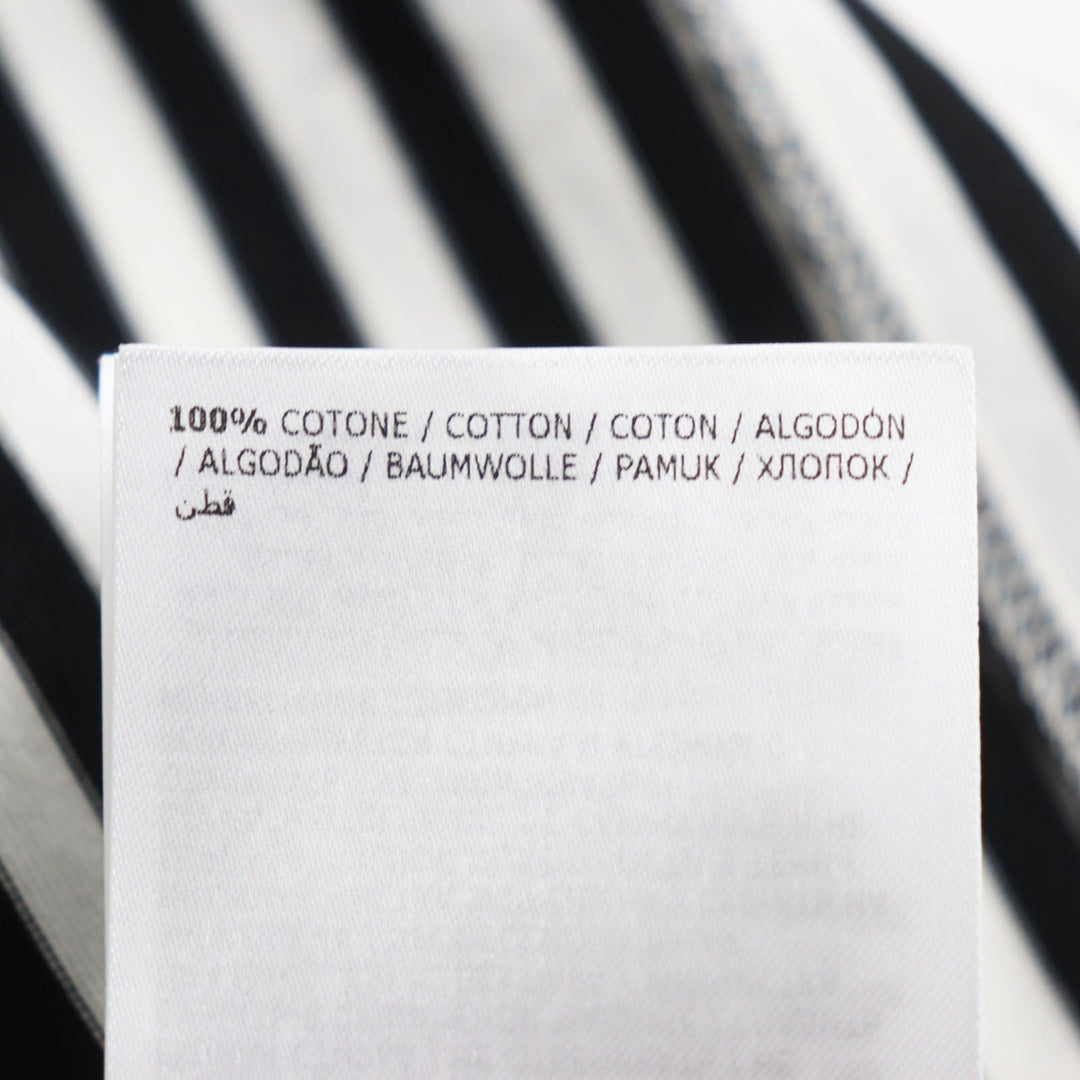 100% COTONE / COTTON / COTON / ALGODÓN
/ ALGODÃO / BAUMWOLLE / PAMUK / ХЛОПОК /
قطن